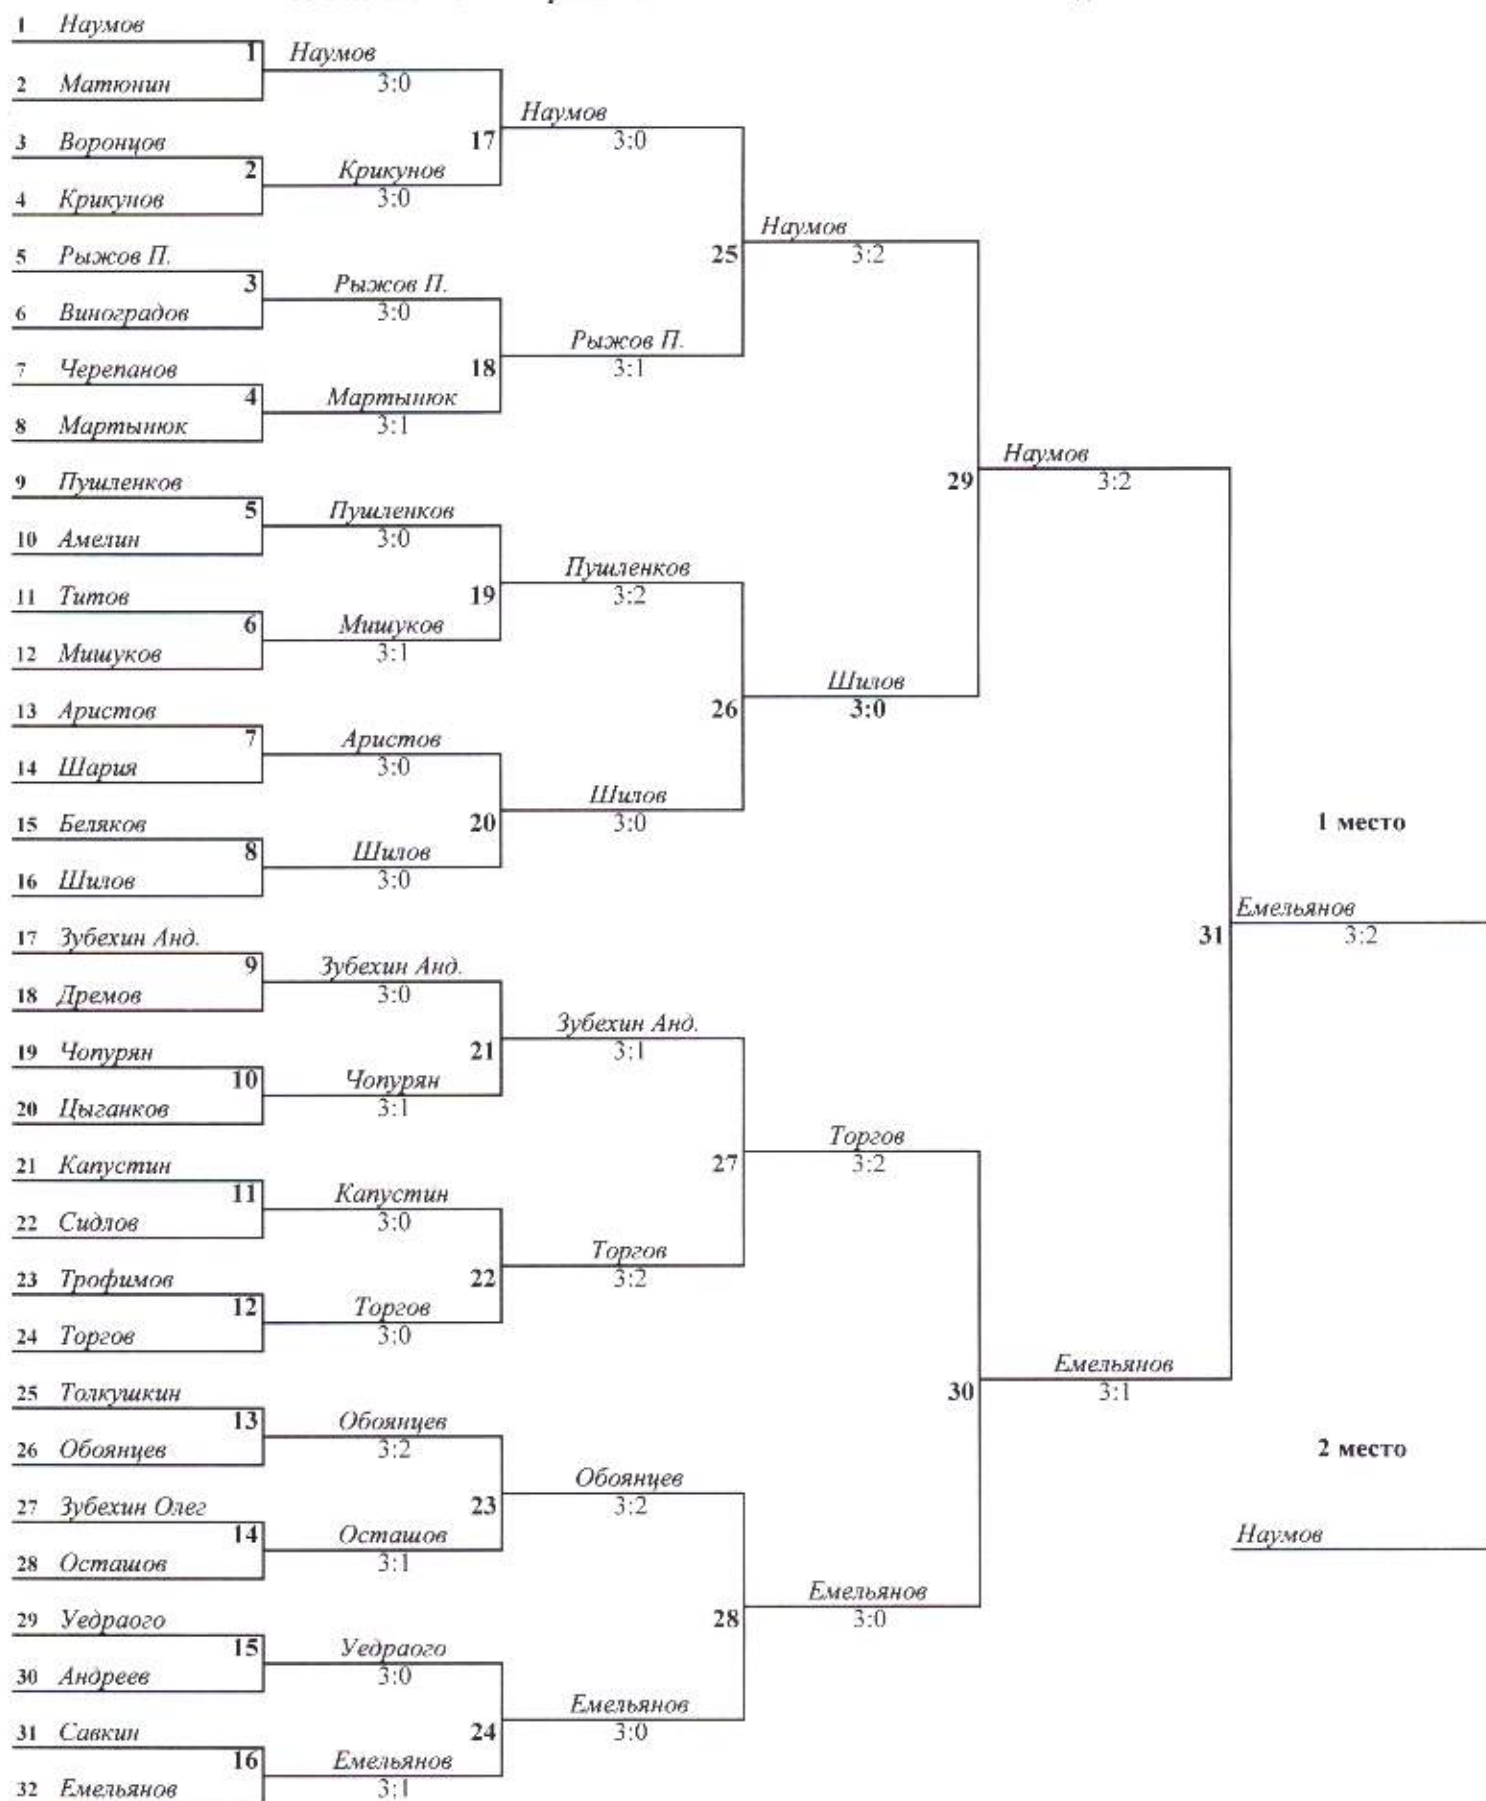 1 Наумов
1 Наумов
3:0
2 Матюнин
Наумов
17 3:0
3 Воронцов
2 Крикунов
3:0
4 Крикунов
Наумов
25 3:2
5 Рыжов П.
3 Рыжов П.
3:0
6 Виноградов
Рыжов П.
18 3:1
7 Черепанов
4 Мартынюк
3:1
8 Мартынюк
Наумов
29 3:2
9 Пушленков
5 Пушленков
3:0
10 Амелин
Пушленков
19 3:2
11 Титов
6 Мишуков
3:1
12 Мишуков
Шилов
26 3:0
13 Аристов
7 Аристов
3:0
14 Шария
Шилов
20 3:0
15 Беляков
8 Шилов
3:0
16 Шилов
1 место
Емельянов
31 3:2
17 Зубехин Анд.
9 Зубехин Анд.
3:0
18 Дремов
Зубехин Анд.
21 3:1
19 Чопурян
10 Чопурян
3:1
20 Цыганков
Торгов
27 3:2
21 Капустин
11 Капустин
3:0
22 Сидлов
Торгов
22 3:2
23 Трофимов
12 Торгов
3:0
24 Торгов
Емельянов
30 3:1
25 Толкушкин
13 Обоянцев
3:2
26 Обоянцев
2 место
Обоянцев
23 3:2
27 Зубехин Олег
14 Осташов
3:1
28 Осташов
Наумов
Емельянов
28 3:0
29 Уедраого
15 Уедраого
3:0
30 Андреев
Емельянов
24 3:0
31 Савкин
16 Емельянов
3:1
32 Емельянов